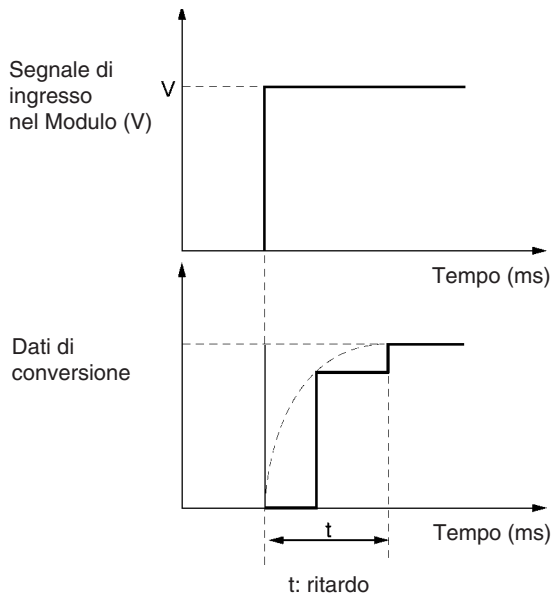 Segnale di
ingresso
nel Modulo (V)
V
Tempo (ms)
Dati di
conversione
t
Tempo (ms)
t: ritardo